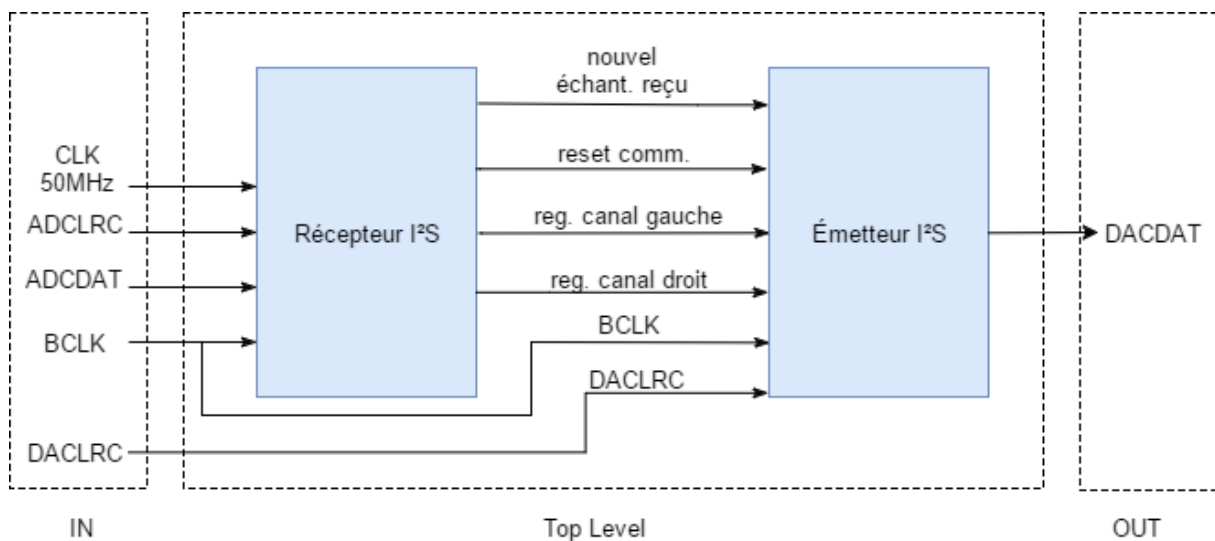 nouvel
échant. reçu
CLK
50MHz
ADCLRC
ADCDAT
BCLK
DACLRC
Récepteur I²S
reset comm.
reg. canal gauche
reg. canal droit
BCLK
DACLRC
Émetteur I²S
DACDAT
IN
Top Level
OUT